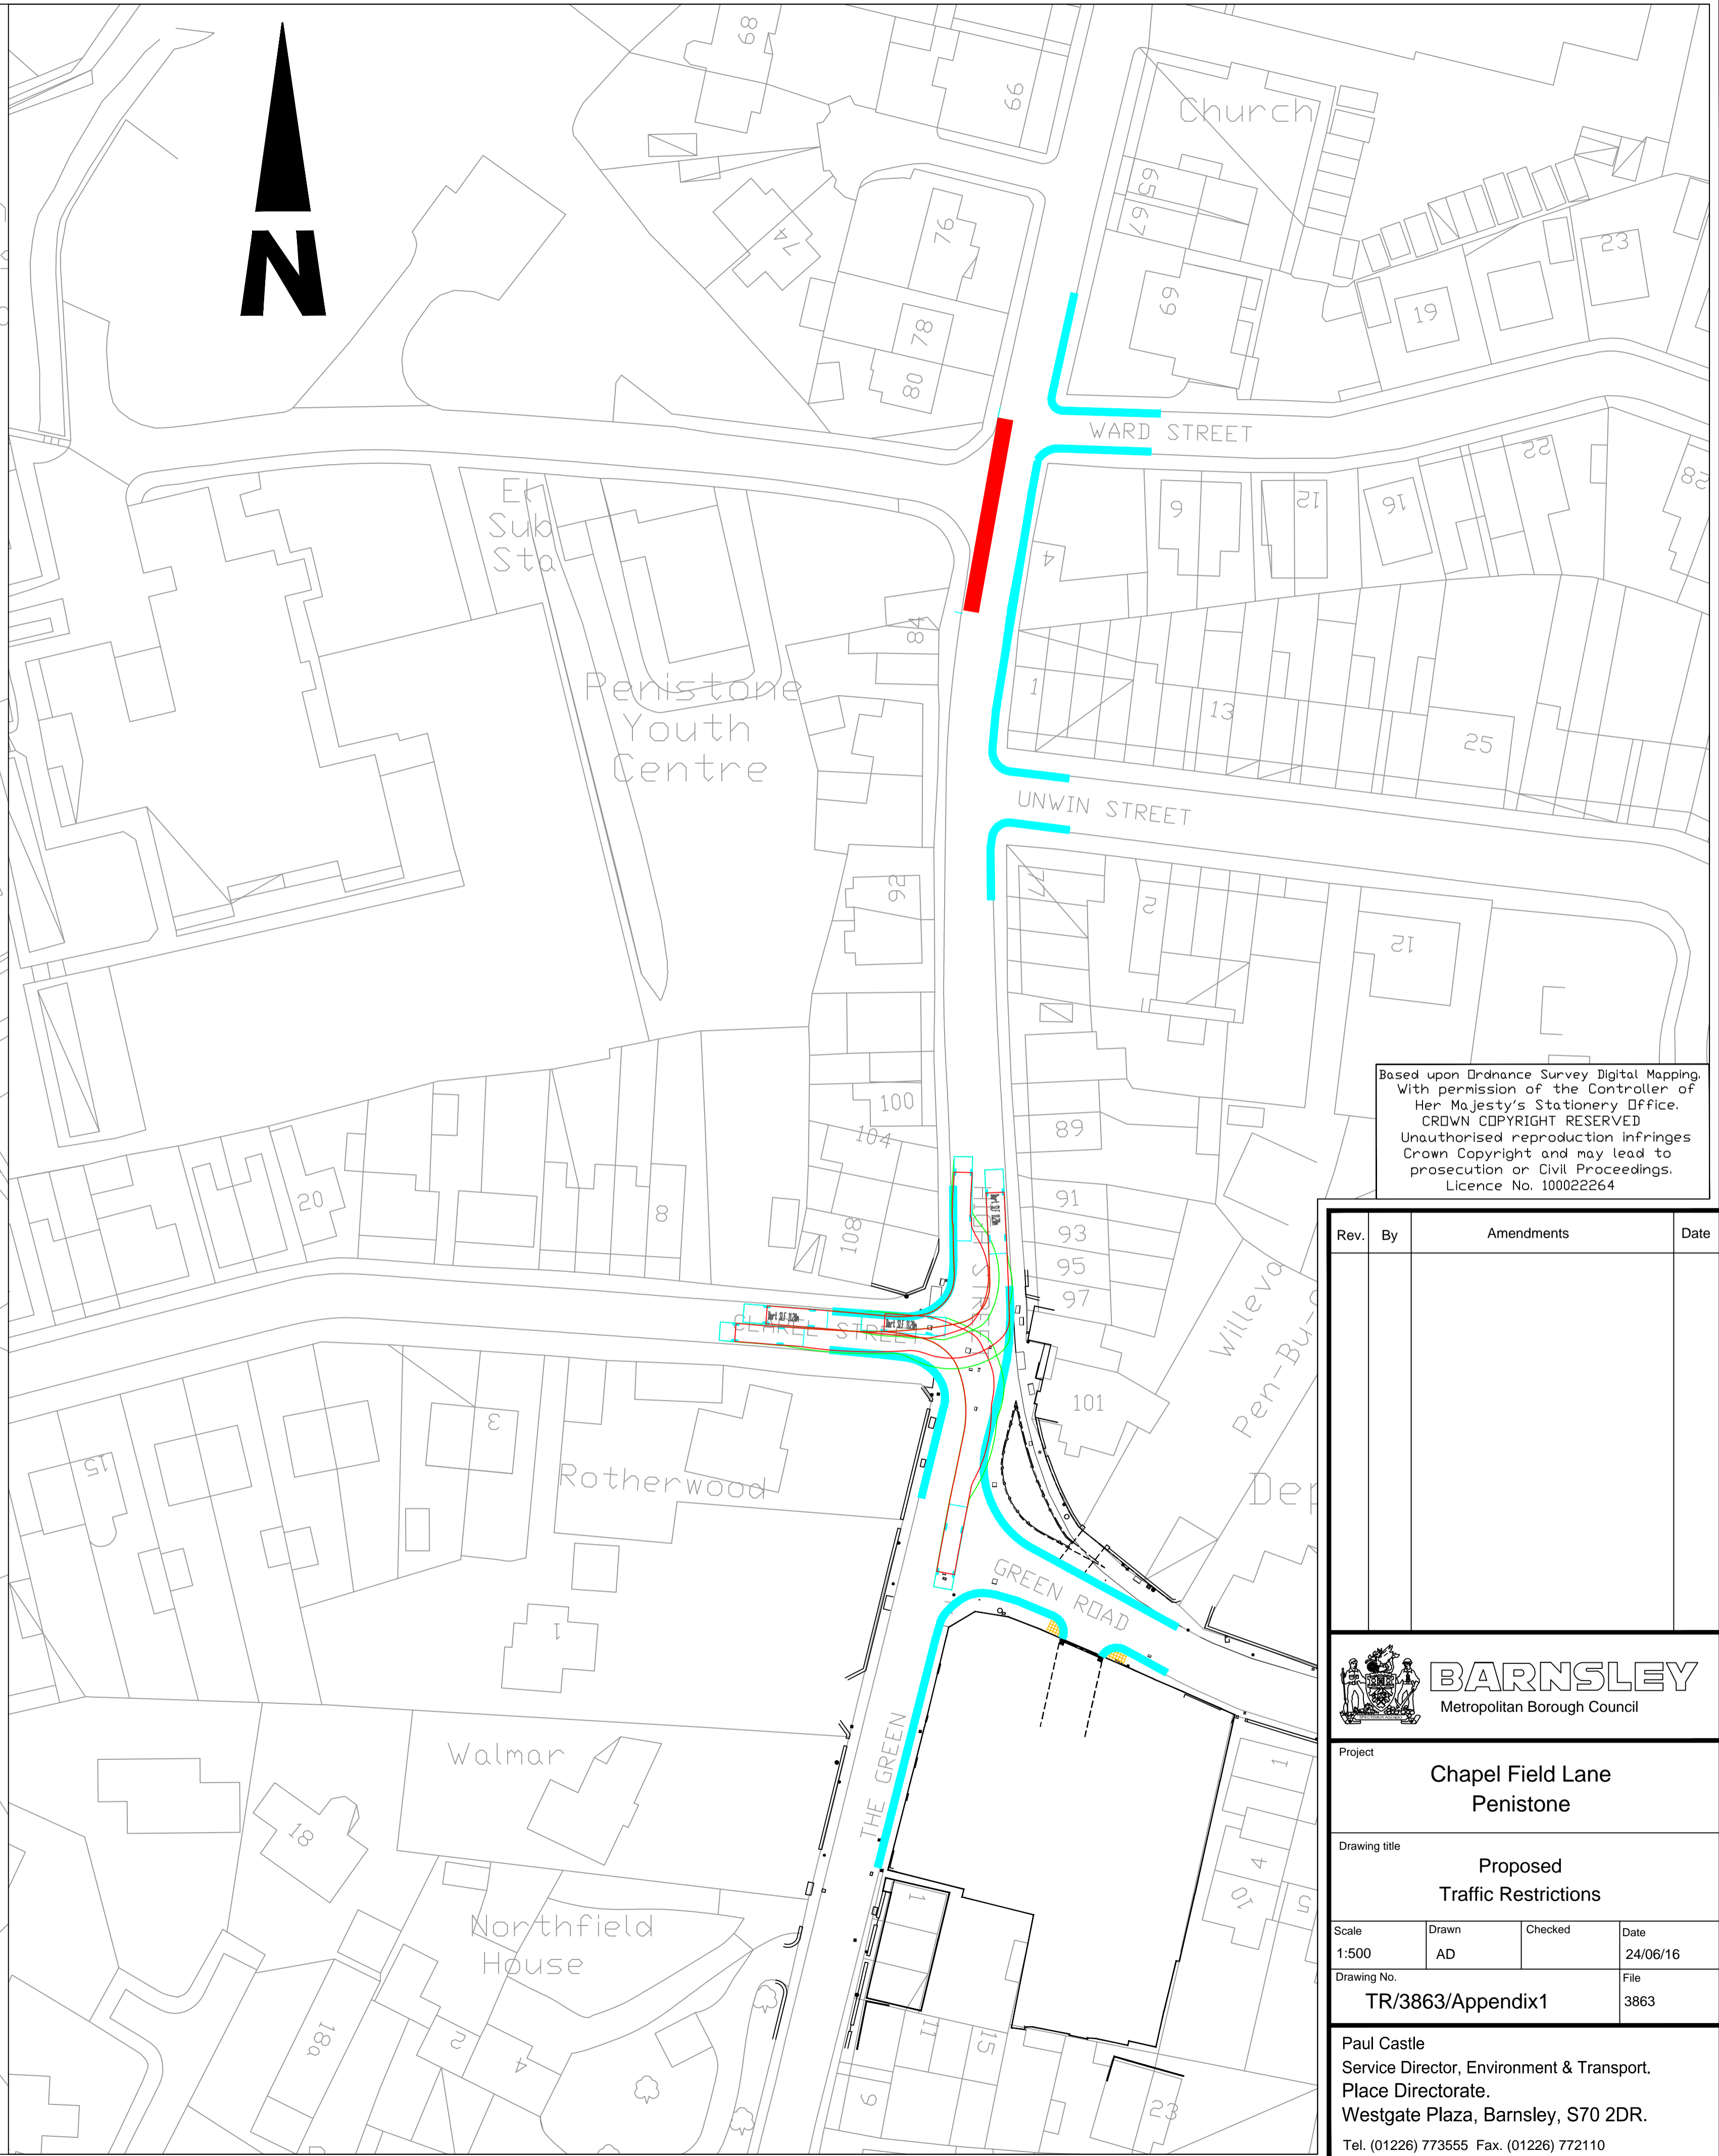 68
66
Church
65
67
74
76
23
69
19
78
80
WARD STREET
N
El
Sub
Sta
6
12
16
22
28
4
84
Penistone
Youth
Centre
1
13
25
UNWIN STREET
77
2
92
12
100
104
89
Based upon Ordnance Survey Digital Mapping.
With permission of the Controller of
Her Majesty's Stationery Office.
CROWN COPYRIGHT RESERVED
Unauthorised reproduction infringes
Crown Copyright and may lead to
prosecution or Civil Proceedings.
Licence No. 100022264
20
8
108
91
93
95
97
CLAREL STREET
101
15
3
Rotherwood
Willeva
Pen-Bu-
Dep
GREEN ROAD
1
Walmar
THE GREEN
18
1
4
10
5
Northfield
House
1
18a
2
4
11
15
9
23
Rev. By Amendments Date
BARNSLEY
Metropolitan Borough Council
Project
Chapel Field Lane
Penistone
Drawing title
Proposed
Traffic Restrictions
Scale Drawn Checked Date
1:500 AD 24/06/16
Drawing No. File
TR/3863/Appendix1 3863
Paul Castle
Service Director, Environment & Transport.
Place Directorate.
Westgate Plaza, Barnsley, S70 2DR.
Tel. (01226) 773555 Fax. (01226) 772110